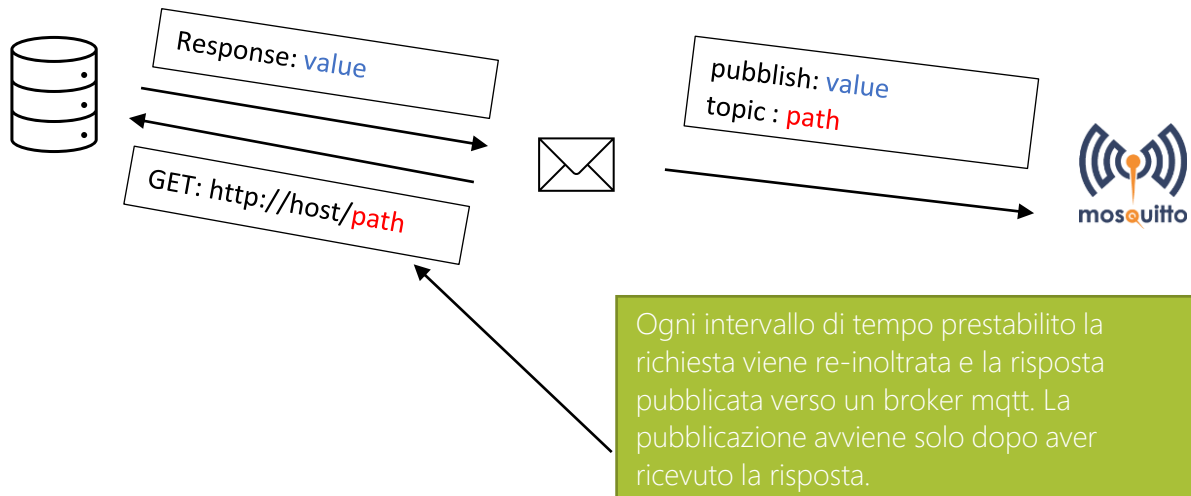 Response: value
GET: http://host/path
pubblish: value
topic : path
mosquitto
Ogni intervallo di tempo prestabilito la
richiesta viene re-inoltrata e la risposta
pubblicata verso un broker mqtt. La
pubblicazione avviene solo dopo aver
ricevuto la risposta.